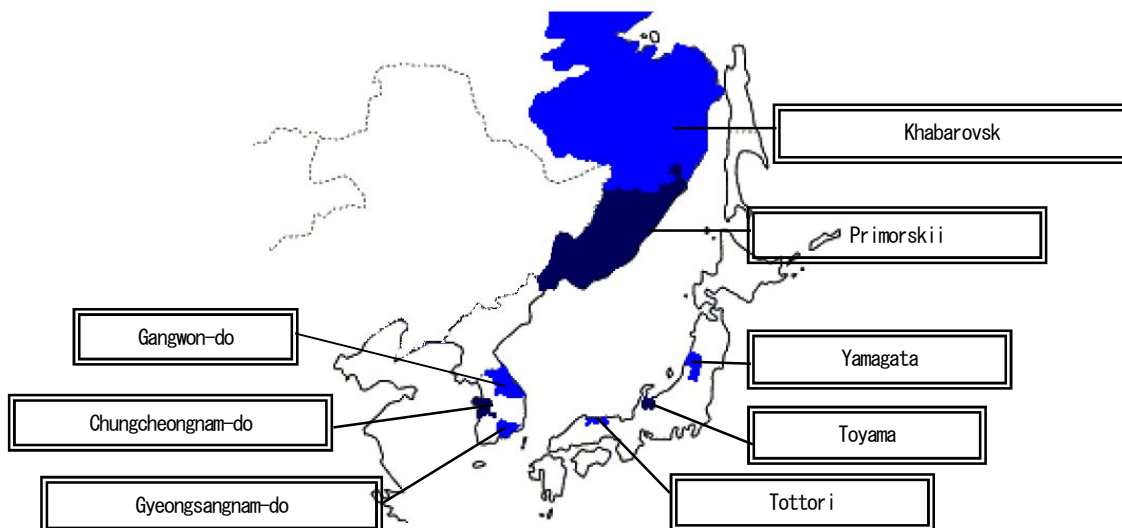 Khabarovsk
Primorskii
Gangwon-do
Yamagata
Chungcheongnam-do
Toyama
Gyeongsangnam-do
Tottori